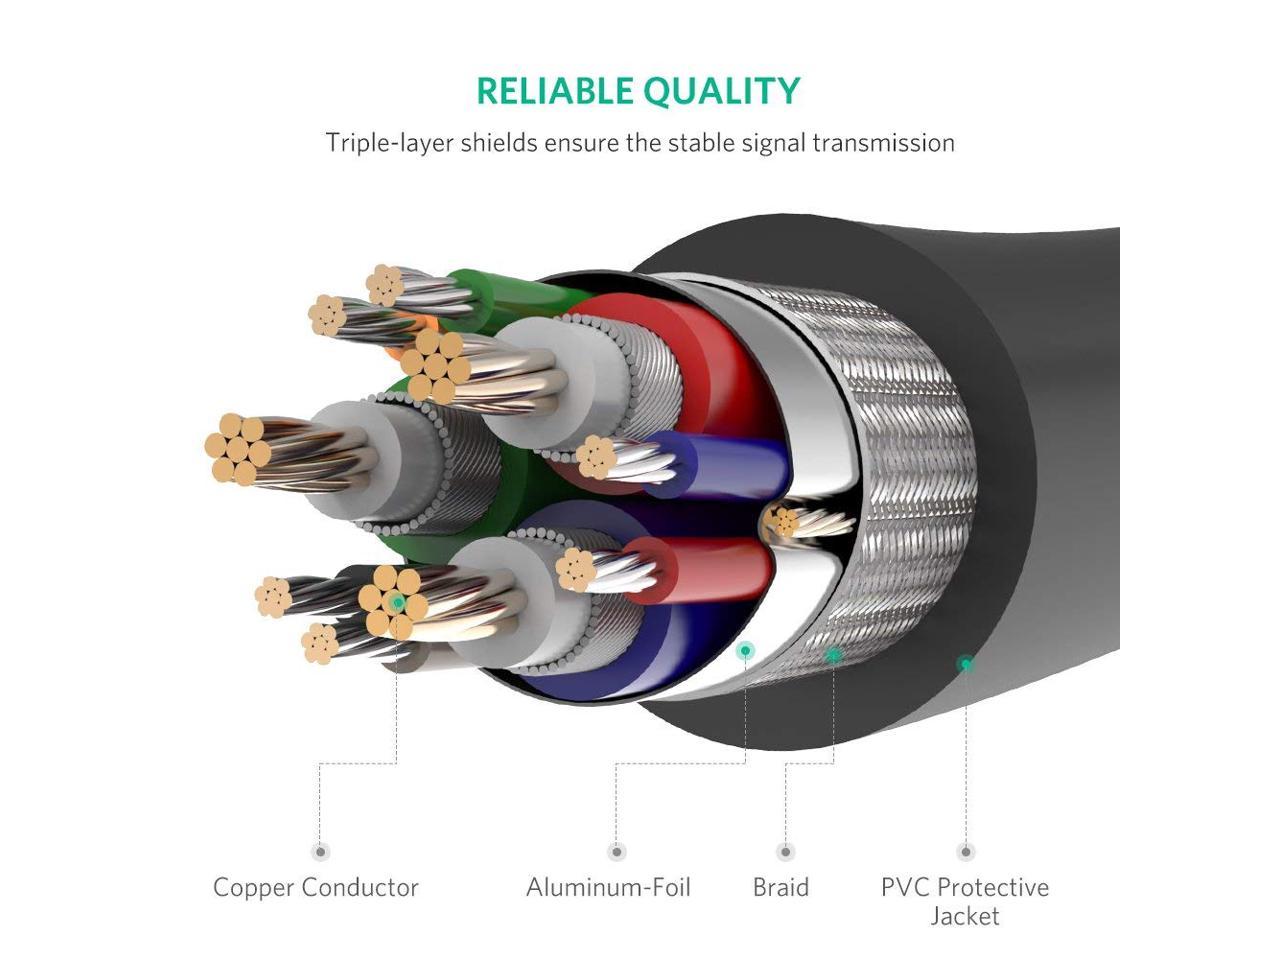 RELIABLE QUALITY
Triple-layer shields ensure the stable signal transmission
Copper Conductor
Aluminum-Foil
Braid
PVC Protective
Jacket